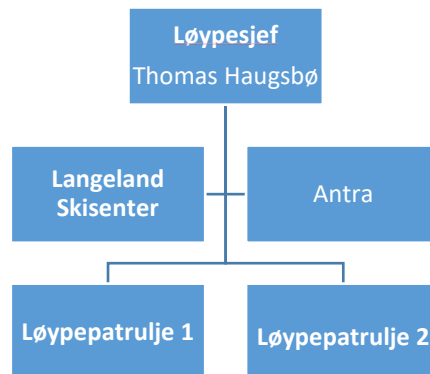 Løypesjef
Thomas Haugsbø
Langeland
Skisenter
Antra
Løypepatrulje 1
Løypepatrulje 2